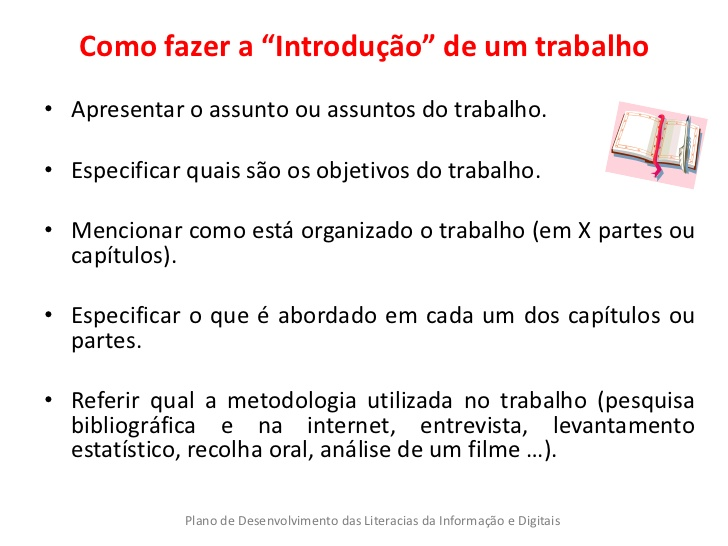 Como fazer a “Introdução” de um trabalho
• Apresentar o assunto ou assuntos do trabalho.
• Especificar quais são os objetivos do trabalho.
• Mencionar como está organizado o trabalho (em X partes ou
capítulos).
• Especificar o que é abordado em cada um dos capítulos ou
partes.
• Referir qual a metodologia utilizada no trabalho (pesquisa
bibliográfica e na internet, entrevista, levantamento
estatístico, recolha oral, análise de um filme …).
Plano de Desenvolvimento das Literacias da Informação e Digitais